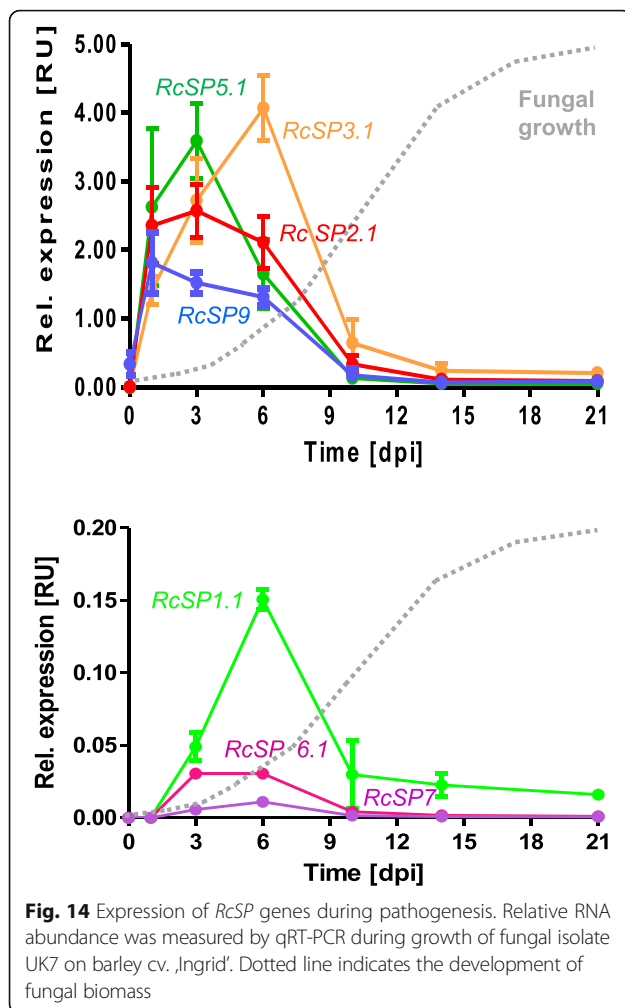 Rel. expression [RU]
5.00
4.00
3.00
2.00
1.00
0.00
RcSP5.1
RcSP3.1
Rc SP2.1
RcSP9
Fungal
growth
0 3 6 9 12 15 18 21
Time [dpi]
Rel. expression [RU]
0.20
0.15
0.10
0.05
0.00
RcSP1.1
RcSP 6.1
RcSP7
0 3 6 9 12 15 18 21
Time [dpi]
Fig. 14 Expression of RcSP genes during pathogenesis. Relative RNA
abundance was measured by qRT-PCR during growth of fungal isolate
UK7 on barley cv. ‚Ingrid'. Dotted line indicates the development of
fungal biomass